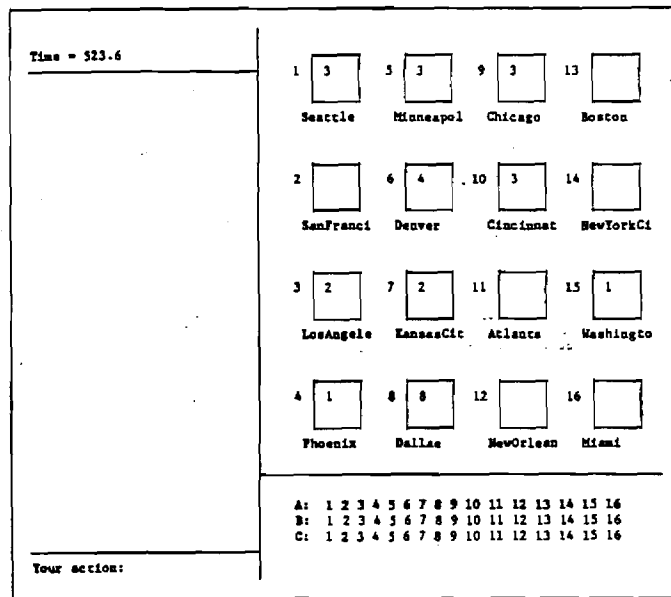 Time = 523.6
1 3 5 3 9 3 13
Seattle Minneapol Chicago Boston
2 6 4 10 3 14
SanFranci Denver Cincinnat NewYorkCi
3 2 7 2 11 15 1
LosAngele KansasCit Atlanta Washingto
4 1 8 8 12 16
Phoenix Dallas NewOrlean Miami
A: 1 2 3 4 5 6 7 8 9 10 11 12 13 14 15 16
B: 1 2 3 4 5 6 7 8 9 10 11 12 13 14 15 16
C: 1 2 3 4 5 6 7 8 9 10 11 12 13 14 15 16
Your action: